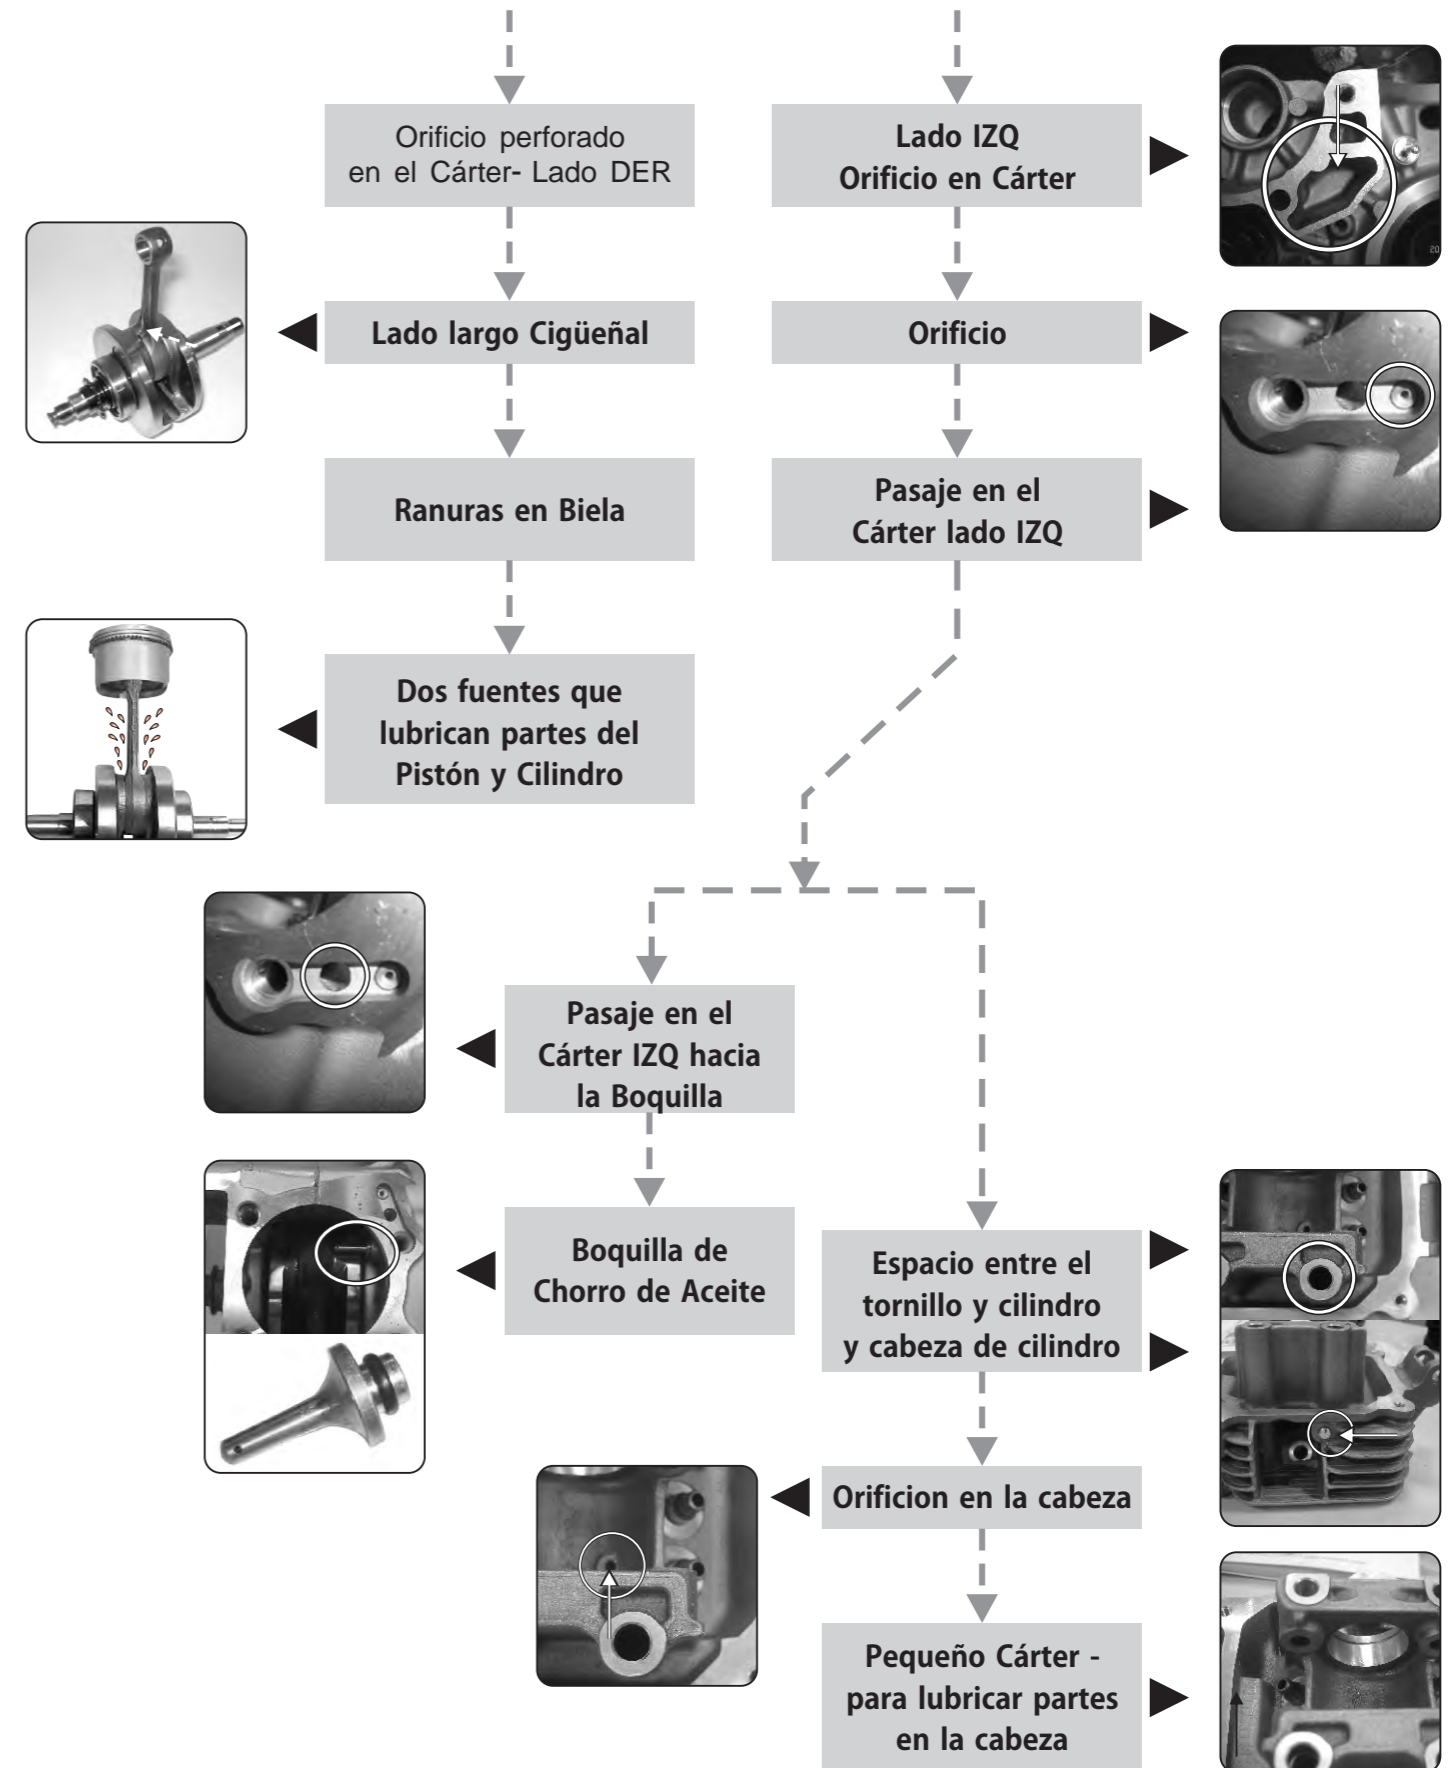 Orificio perforado
en el Cárter- Lado DER
Lado IZQ
Orificio en Cárter
20
Lado largo Cigüeñal
Orificio
Ranuras en Biela
Pasaje en el
Cárter lado IZQ
Dos fuentes que
lubrican partes del
Pistón y Cilindro
Pasaje en el
Cárter IZQ hacia
la Boquilla
Boquilla de
Chorro de Aceite
Espacio entre el
tornillo y cilindro
y cabeza de cilindro
Orificion en la cabeza
Pequeño Cárter -
para lubricar partes
en la cabeza